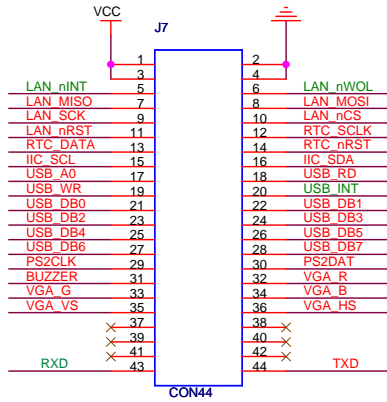 VCC
J7
1 2
3 4
LAN_nINT 5 6 LAN_nWOL
LAN_MISO 7 8 LAN_MOSI
LAN_SCK 9 10 LAN_nCS
LAN_nRST 11 12 RTC_SCLK
RTC_DATA 13 14 RTC_nRST
IIC_SCL 15 16 IIC_SDA
USB_A0 17 18 USB_RD
USB_WR 19 20 USB_INT
USB_DB0 21 22 USB_DB1
USB_DB2 23 24 USB_DB3
USB_DB4 25 26 USB_DB5
USB_DB6 27 28 USB_DB7
PS2CLK 29 30 PS2DAT
BUZZER 31 32 VGA_R
VGA_G 33 34 VGA_B
VGA_VS 35 36 VGA_HS
37 38
39 40
41 42
RXD 43 44 TXD
CON44